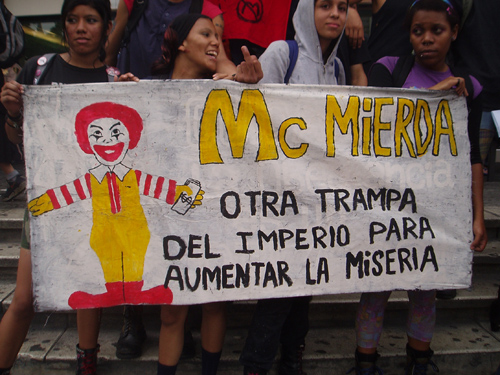 Mc MiERDA
OTRA TRAMPA
DEL IMPERIO PARA
AUMENTAR LA MiSERIA